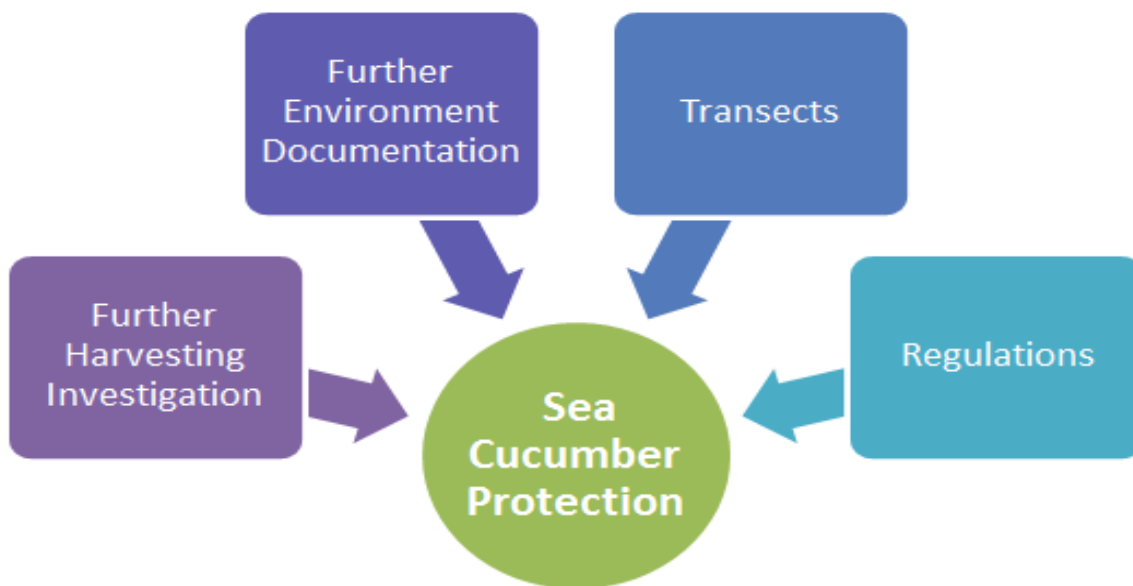 Further
Environment
Documentation
Transects
Further
Harvesting
Investigation
Regulations
Sea
Cucumber
Protection